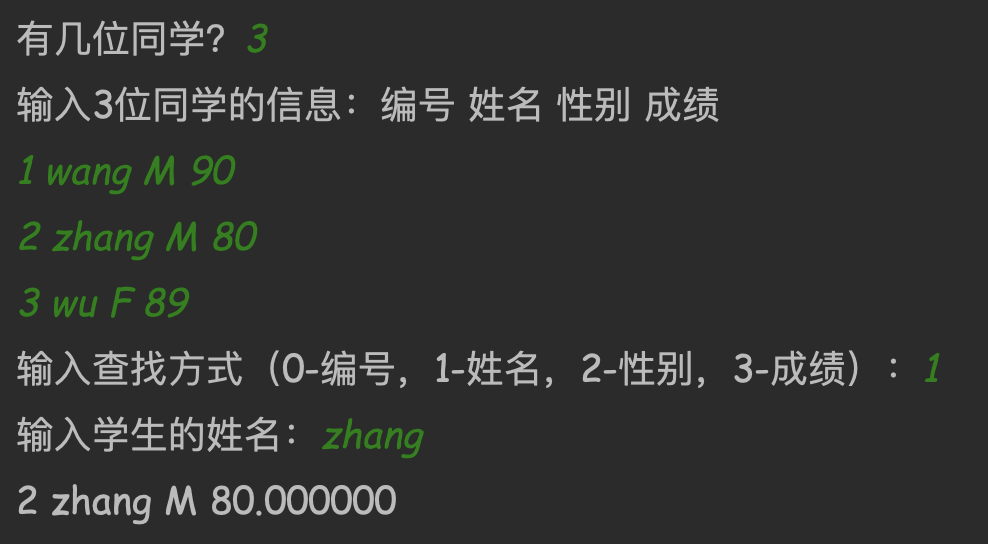 有几位同学？3
输入3位同学的信息：编号 姓名 性别 成绩
1 wang M 90
2 zhang M 80
3 wu F 89
输入查找方式（0-编号，1-姓名，2-性别，3-成绩）：1
输入学生的姓名：zhang
2 zhang M 80.000000